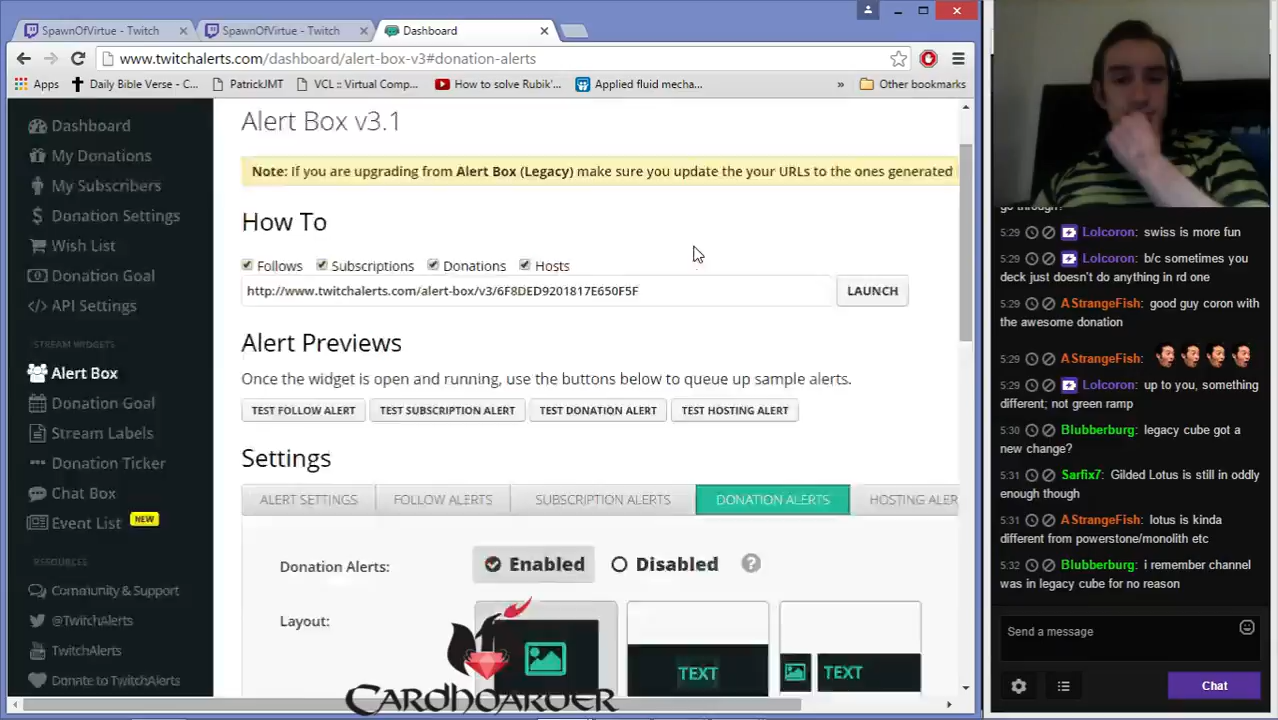 SpawnOfVirtue - Twitch
SpawnOfVirtue - Twitch
Dashboard
www.twitchalerts.com/dashboard/alert-box-v3#donation-alerts
Apps
Daily Bible Verse - C...
PatrickJMT
VCL :: Virtual Comp...
How to solve Rubik'...
Applied fluid mecha...
»
Other bookmarks
Dashboard
My Donations
My Subscribers
Donation Settings
Wish List
Donation Goal
API Settings
STREAM WIDGETS
Alert Box
Donation Goal
Stream Labels
Donation Ticker
Chat Box
Event List NEW
RESOURCES
Community & Support
@TwitchAlerts
TwitchAlerts
Donate to TwitchAlerts
Alert Box v3.1
Note: If you are upgrading from Alert Box (Legacy) make sure you update the your URLs to the ones generated
How To
Follows Subscriptions Donations Hosts
http://www.twitchalerts.com/alert-box/v3/6F8DED9201817E650F5F
LAUNCH
Alert Previews
Once the widget is open and running, use the buttons below to queue up sample alerts.
TEST FOLLOW ALERT TEST SUBSCRIPTION ALERT TEST DONATION ALERT TEST HOSTING ALERT
Settings
ALERT SETTINGS FOLLOW ALERTS SUBSCRIPTION ALERTS DONATION ALERTS HOSTING ALER
Donation Alerts: Enabled Disabled ?
Layout:
TEXT
TEXT
CARDHOARDER
go through?
5:29 Lolcoron: swiss is more fun
5:29 Lolcoron: b/c sometimes you
deck just doesn't do anything in rd one
5:29 AStrangeFish: good guy coron with
the awesome donation
5:29 AStrangeFish:
5:29 Lolcoron: up to you, something
different; not green ramp
5:30 Blubberburg: legacy cube got a
new change?
5:31 Sarfix7: Gilded Lotus is still in oddly
enough though
5:31 AStrangeFish: lotus is kinda
different from powerstone/monolith etc
5:32 Blubberburg: i remember channel
was in legacy cube for no reason
Send a message
Chat